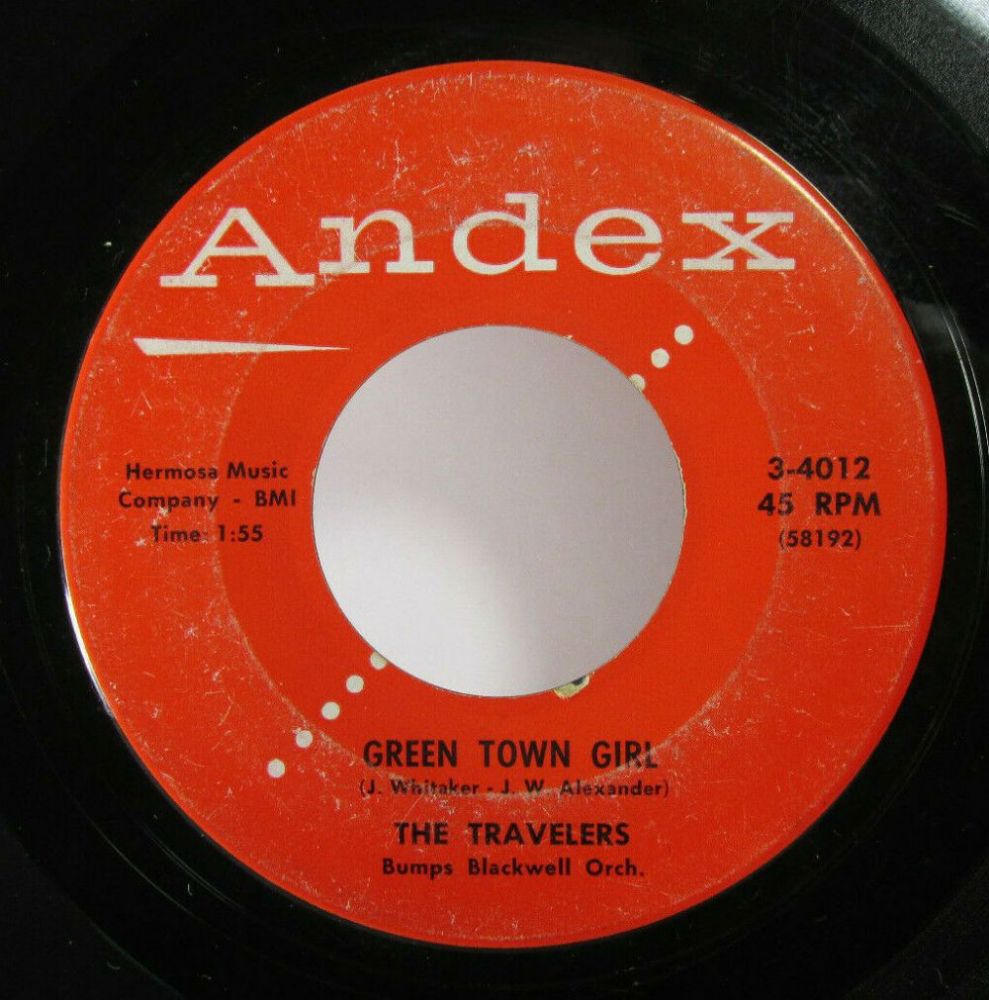 Andex
Hermosa Music
Company - BMI
Time: 1:55
3-4012
45 RPM
(58192)
GREEN TOWN GIRL
(J. Whitaker - J. W. Alexander)
THE TRAVELERS
Bumps Blackwell Orch.